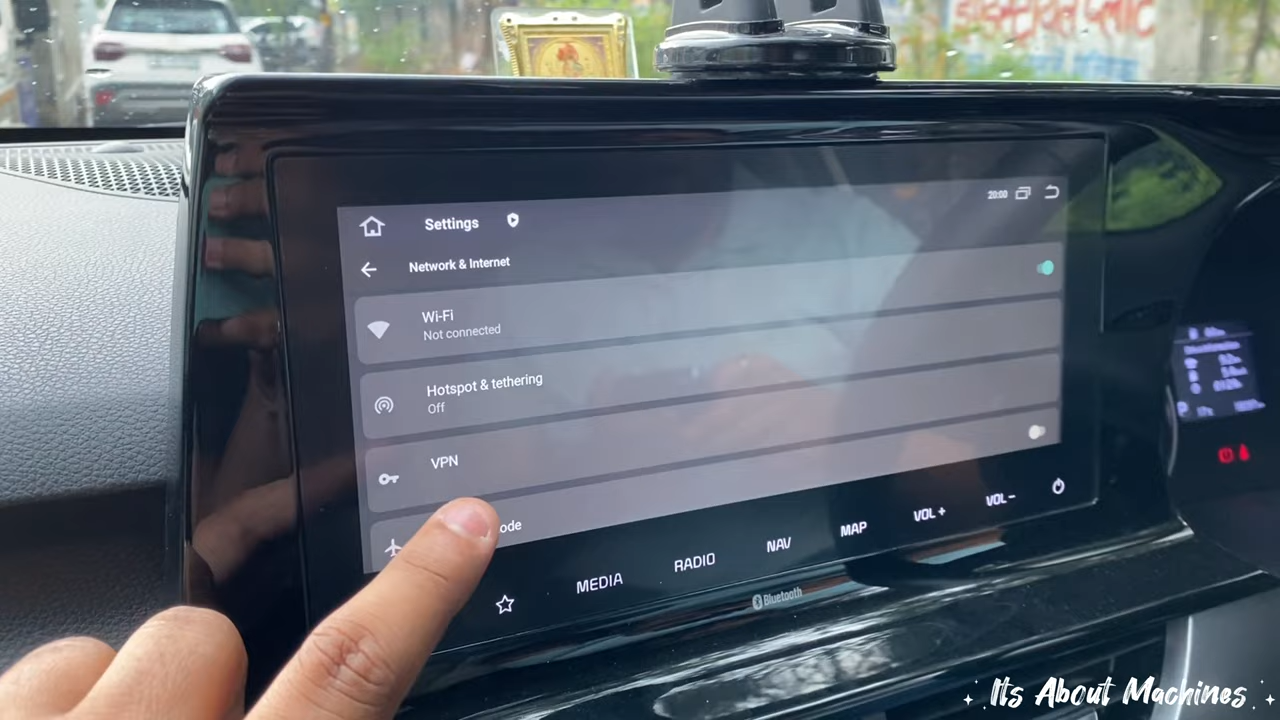 20:00
Settings
Network & Internet
Wi-Fi
Not connected
Hotspot & tethering
Off
VPN
ode
MEDIA
RADIO
NAV
MAP
VOL +
VOL -
Bluetooth
Its About Machines